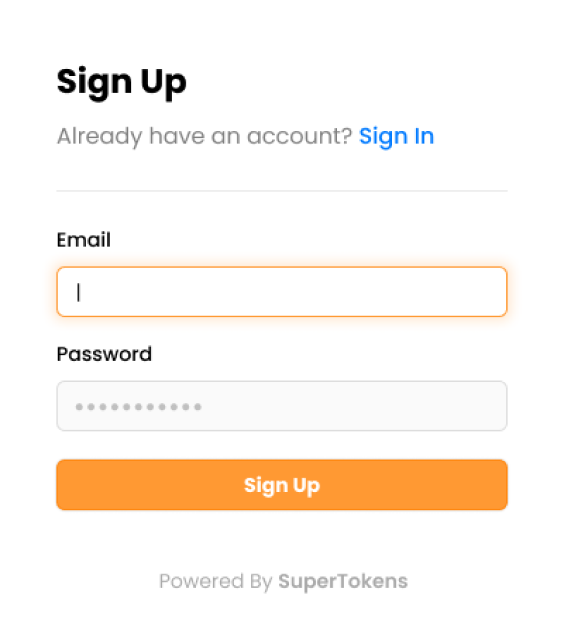 Sign Up
Already have an account? Sign In
Email
Password
Sign Up
Powered By SuperTokens